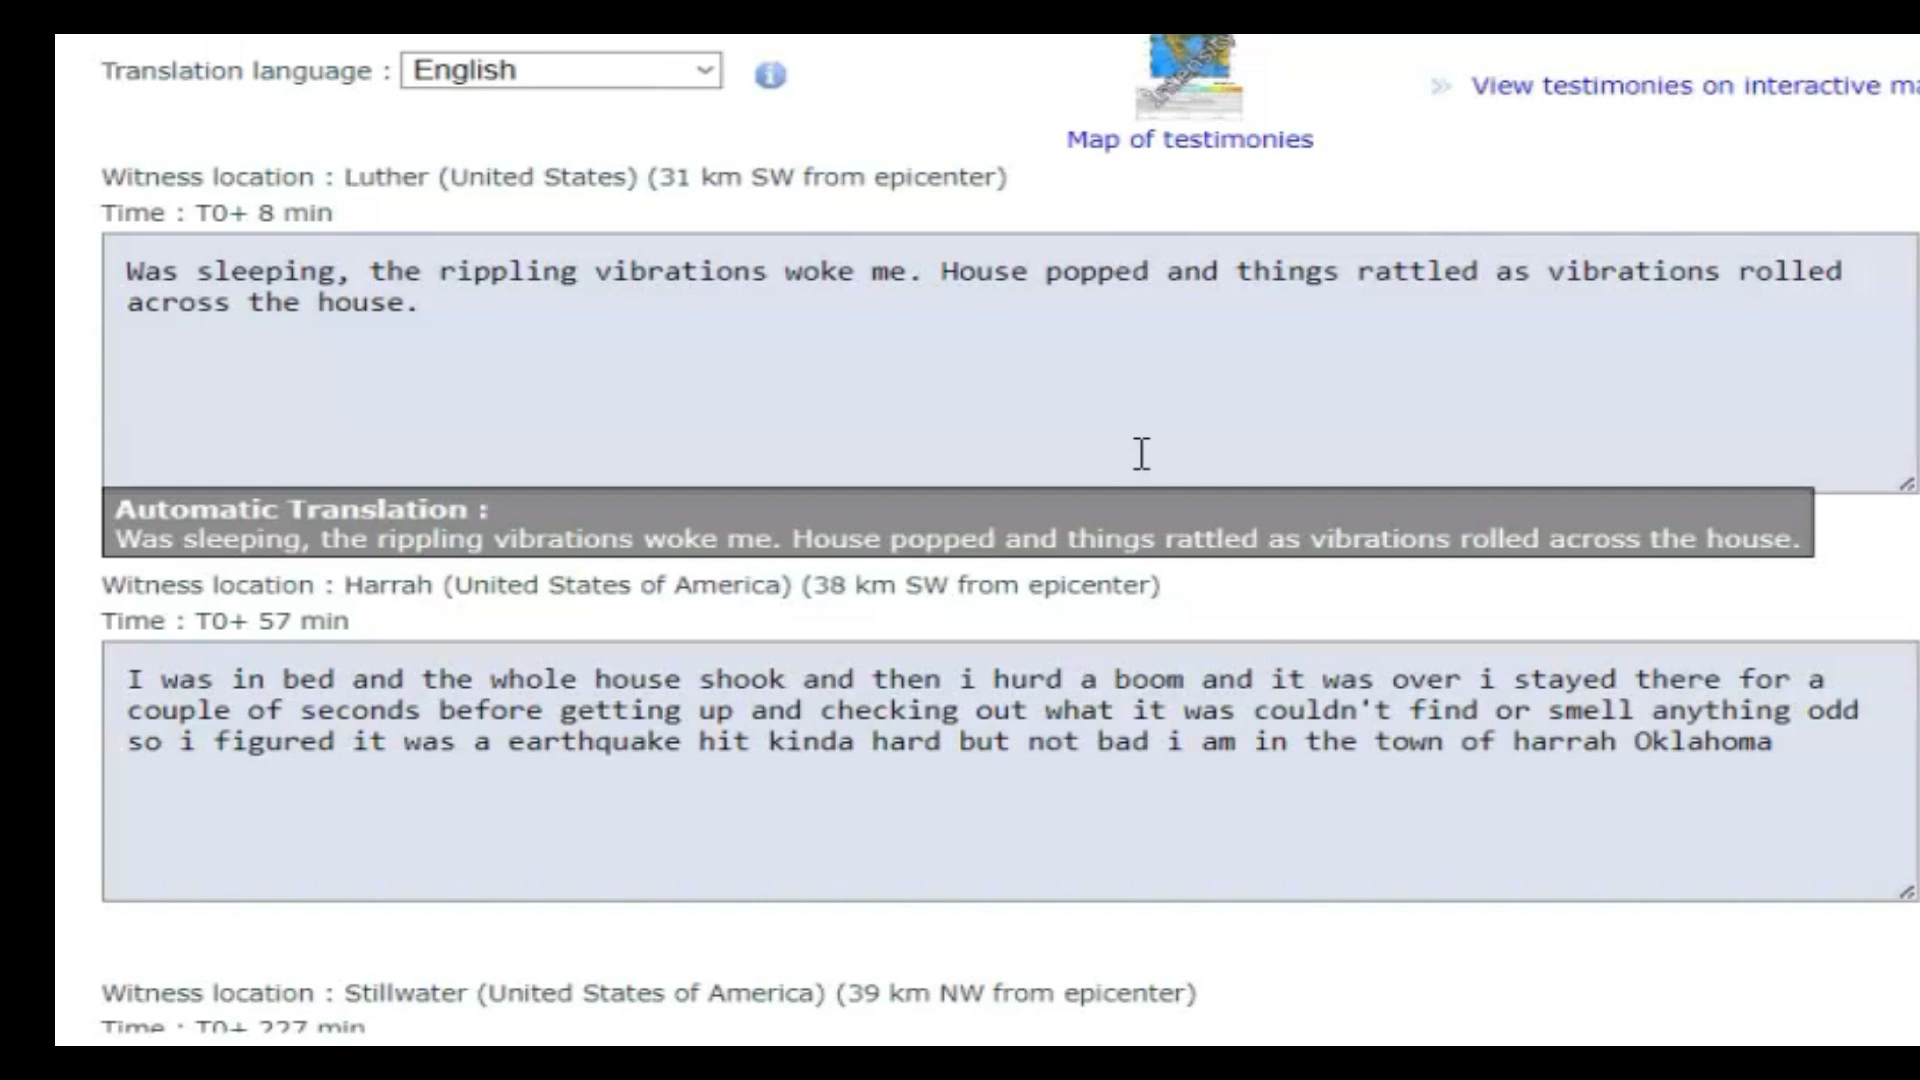 Translation language : English
Intensity
View testimonies on interactive
Map of testimonies
Witness location : Luther (United States) (31 km SW from epicenter)
Time : T0+ 8 min
Was sleeping, the rippling vibrations woke me. House popped and things rattled as vibrations rolled
across the house.
Automatic Translation :
Was sleeping, the rippling vibrations woke me. House popped and things rattled as vibrations rolled across the house.
Witness location : Harrah (United States of America) (38 km SW from epicenter)
Time : T0+ 57 min
I was in bed and the whole house shook and then i hurd a boom and it was over i stayed there for a
couple of seconds before getting up and checking out what it was couldn't find or smell anything odd
so i figured it was a earthquake hit kinda hard but not bad i am in the town of harrah Oklahoma
Witness location : Stillwater (United States of America) (39 km NW from epicenter)
Time : T0+ 227 min